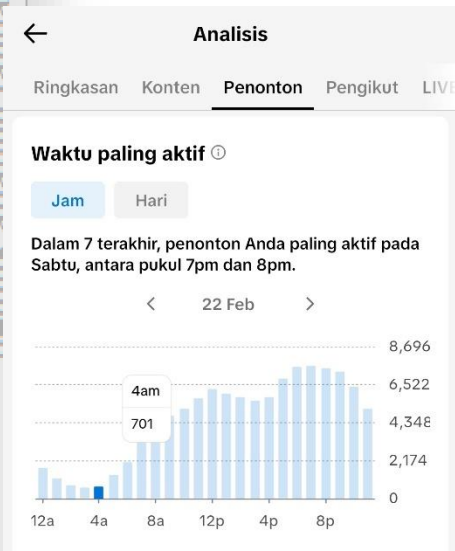 Analisis
Ringkasan Konten Penonton Pengikut LIVE
Waktu paling aktif
Jam Hari
Dalam 7 terakhir, penonton Anda paling aktif pada
Sabtu, antara pukul 7pm dan 8pm.
22 Feb
8,696
4am
6,522
701
4,348
2,174
0
12a 4a 8a 12p 4p 8p